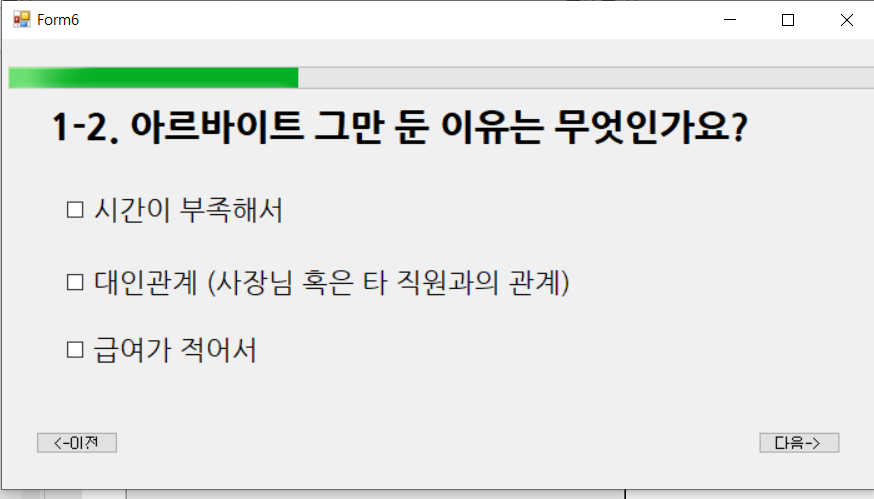 Form6
1-2. 아르바이트 그만 둔 이유는 무엇인가요?
시간이 부족해서
대인관계 (사장님 혹은 타 직원과의 관계)
급여가 적어서
<-이전
다음->